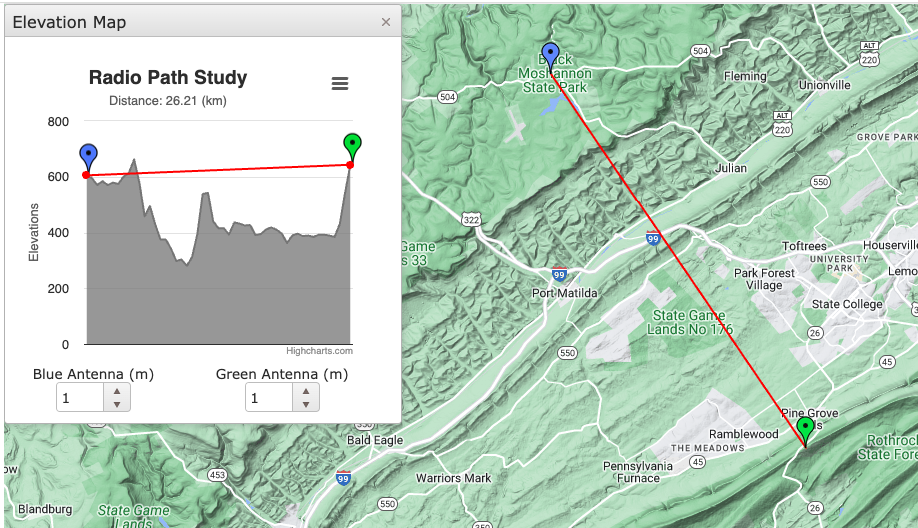 Elevation Map ×
Radio Path Study
Distance: 26.21 (km)
800
600
400
200
0
Elevations
Highcharts.com
Blue Antenna (m)
Green Antenna (m)
1
1
504
504
Black
Moshannon
State Park
Fleming
ALT
220
Unionville
ALT
220
GROVE PARK
Julian
550
322
Game
s 33
99
99
Port Matilda
Toftrees
Houserville
UNIVERSITY
PARK
Lemo
Park Forest
Village
State College
State Game
Lands No 176
26
550
45
Pine Grove
ls
Ramblewood
THE MEADOWS
45
Rothroc
State Fore
Bald Eagle
Pennsylvania
Furnace
Warriors Mark
99
453
550
350
26
ow
Blandburg
State Game
Lands